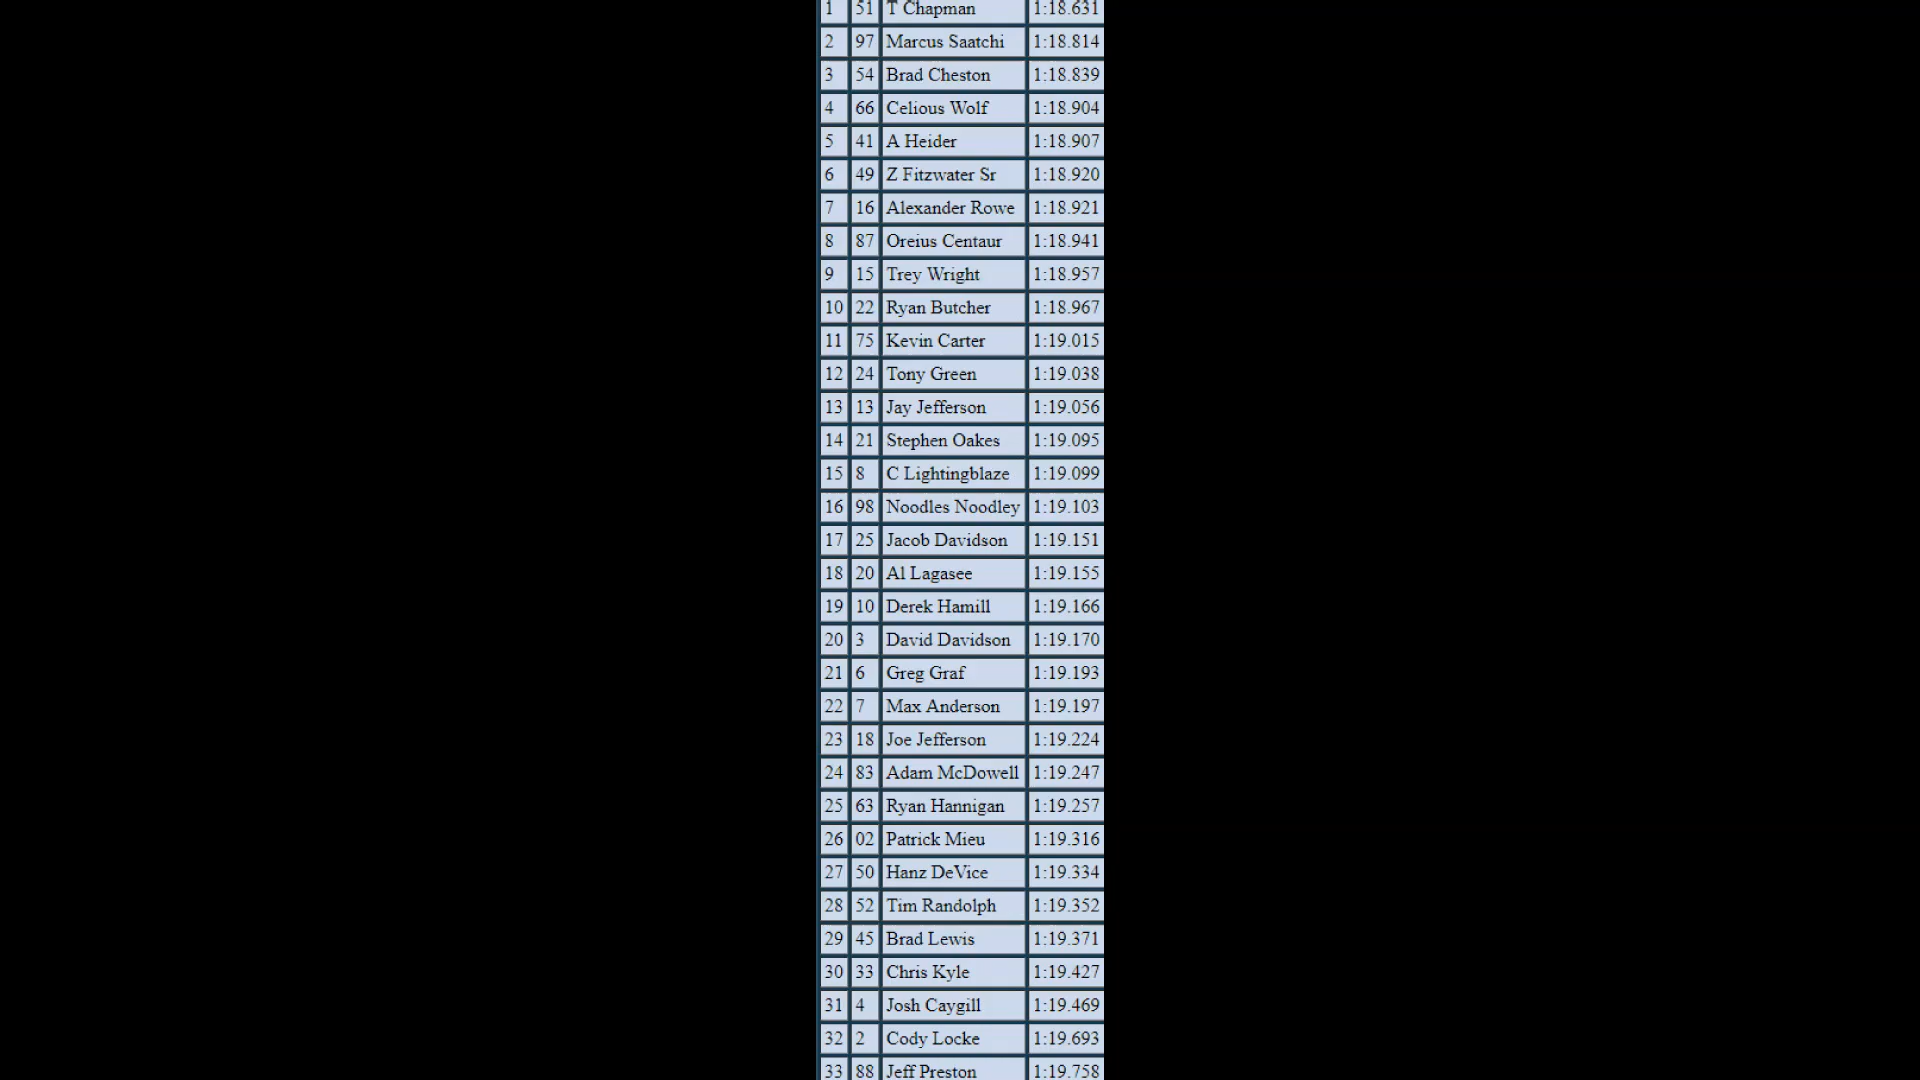 1 51 T Chapman 1:18.631
2 97 Marcus Saatchi 1:18.814
3 54 Brad Cheston 1:18.839
4 66 Celious Wolf 1:18.904
5 41 A Heider 1:18.907
6 49 Z Fitzwater Sr 1:18.920
7 16 Alexander Rowe 1:18.921
8 87 Oreius Centaur 1:18.941
9 15 Trey Wright 1:18.957
10 22 Ryan Butcher 1:18.967
11 75 Kevin Carter 1:19.015
12 24 Tony Green 1:19.038
13 13 Jay Jefferson 1:19.056
14 21 Stephen Oakes 1:19.095
15 8 C Lightingblaze 1:19.099
16 98 Noodles Noodley 1:19.103
17 25 Jacob Davidson 1:19.151
18 20 Al Lagasee 1:19.155
19 10 Derek Hamill 1:19.166
20 3 David Davidson 1:19.170
21 6 Greg Graf 1:19.193
22 7 Max Anderson 1:19.197
23 18 Joe Jefferson 1:19.224
24 83 Adam McDowell 1:19.247
25 63 Ryan Hannigan 1:19.257
26 02 Patrick Mieu 1:19.316
27 50 Hanz DeVice 1:19.334
28 52 Tim Randolph 1:19.352
29 45 Brad Lewis 1:19.371
30 33 Chris Kyle 1:19.427
31 4 Josh Caygill 1:19.469
32 2 Cody Locke 1:19.693
33 88 Jeff Preston 1:19.758